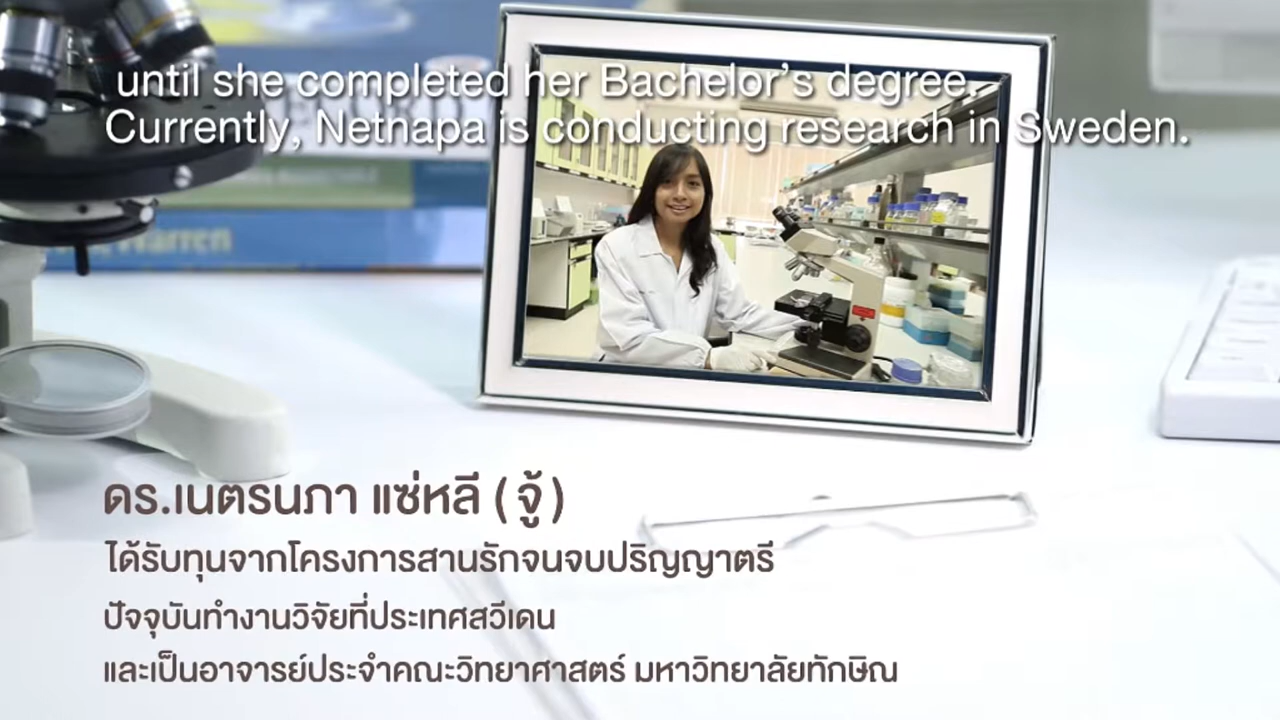 until she completed her Bachelor's degree.
Currently, Netnapa is conducting research in Sweden.
Warren
ดร.เนตรนภา แซ่หลี (จู้)
ได้รับทุนจากโครงการสานรักจนจบปริญญาตรี
ปัจจุบันทำงานวิจัยที่ประเทศสวีเดน
และเป็นอาจารย์ประจำคณะวิทยาศาสตร์ มหาวิทยาลัยทักษิณ